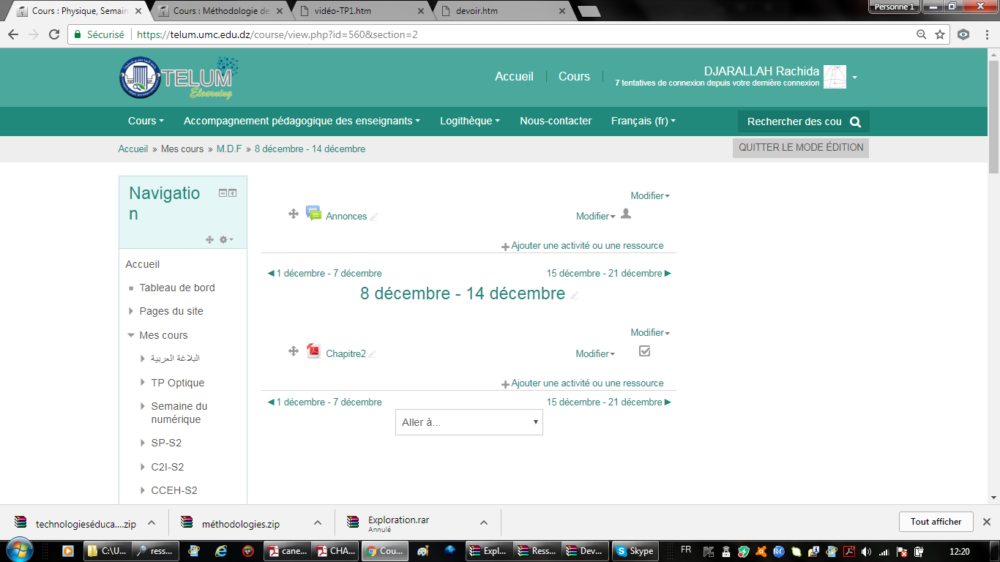 Cours : Physique, Semain
Cours : Méthodologie de
vidéo-TP1.htm
devoir.htm
Personne 1
Sécurisé
https://telum.umc.edu.dz/course/view.php?id=560&section=2
TELUM
Elearning
Accueil
Cours
DJARALLAH Rachida
7 tentatives de connexion depuis votre dernière connexion
Cours
Accompagnement pédagogique des enseignants
Logithèque
Nous-contacter
Français (fr)
Rechercher des cou
Accueil » Mes cours » M.D.F » 8 décembre - 14 décembre
QUITTER LE MODE ÉDITION
Navigatio
n
Accueil
Tableau de bord
Pages du site
Mes cours
البلاغة العربية
TP Optique
Semaine du
numérique
SP-S2
C2I-S2
CCEH-S2
Modifier
Annonces
Modifier
Ajouter une activité ou une ressource
◀ 1 décembre - 7 décembre
15 décembre - 21 décembre ▶
8 décembre - 14 décembre
Modifier
Chapitre2
Modifier
Ajouter une activité ou une ressource
◀ 1 décembre - 7 décembre
15 décembre - 21 décembre ▶
Aller à...
technologieséduca....zip
méthodologies.zip
Exploration.rar
Annulé
Tout afficher
C:\U...
ress...
cane...
CHA...
Cou...
Expl...
Ress...
Dev...
Skype
FR
12:20